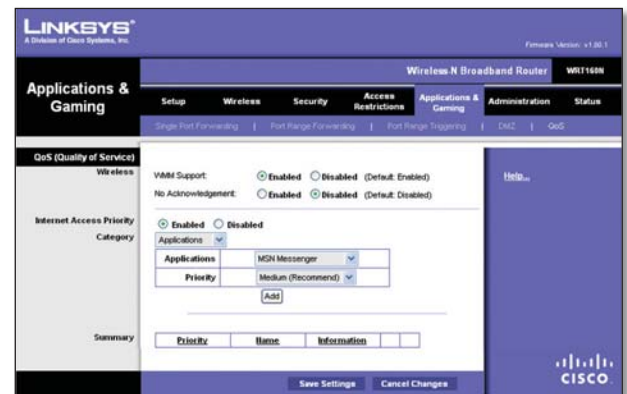 LINKSYS®
A Division of Cisco Systems, Inc.
Firmware Version: v1.00.1
Wireless-N Broadband Router WRT160N
Applications & Gaming
Setup Wireless Security Access Restrictions Applications & Gaming Administration Status
Single Port Forwarding | Port Range Forwarding | Port Range Triggering | DMZ | QoS
QoS (Quality of Service)
Wireless
WMM Support: Enabled Disabled (Default: Enabled)
No Acknowledgement: Enabled Disabled (Default: Disabled)
Help...
Internet Access Priority
Enabled Disabled
Category
Applications
Applications MSN Messenger
Priority Medium (Recommend)
Add
Summary
Priority Name Information
Save Settings Cancel Changes
CISCO